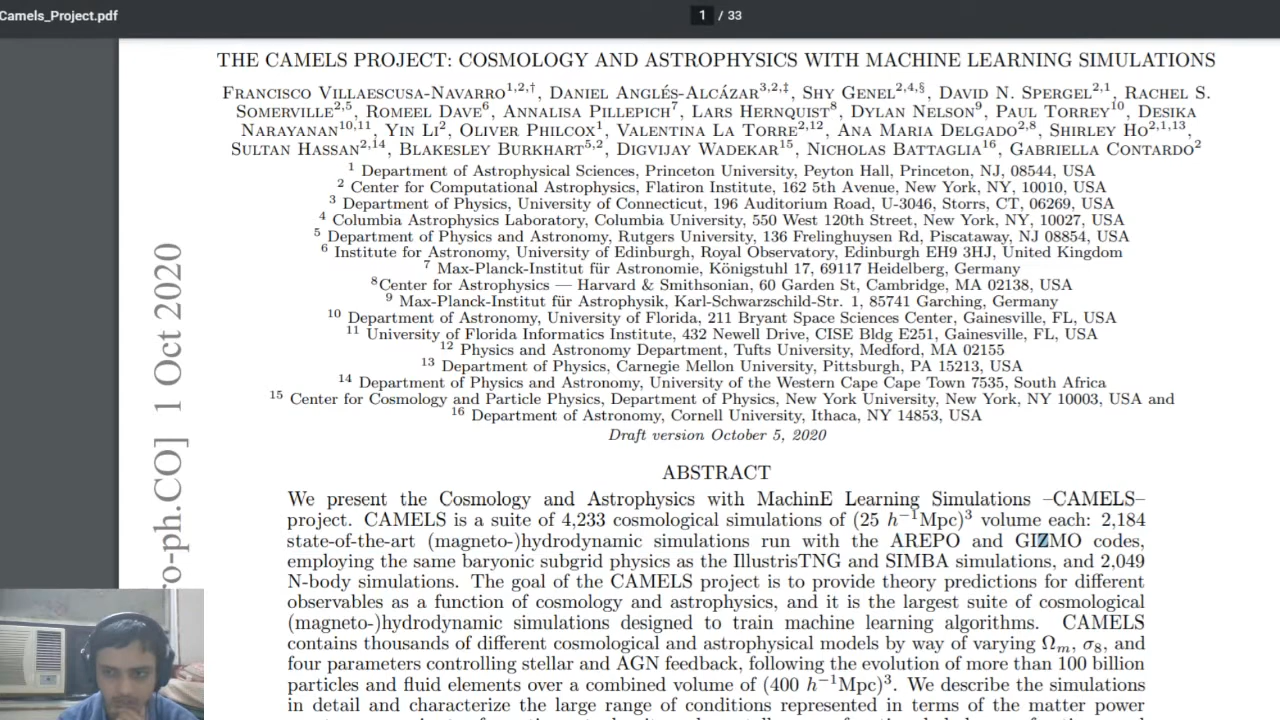 Camels_Project.pdf
1 / 33
THE CAMELS PROJECT: COSMOLOGY AND ASTROPHYSICS WITH MACHINE LEARNING SIMULATIONS
Francisco Villaescusa-Navarro1,2,†, Daniel Anglés-Alcázar3,2,‡, Shy Genel2,4,§, David N. Spergel2,1, Rachel S.
Somerville2,5, Romeel Dave6, Annalisa Pillepich7, Lars Hernquist8, Dylan Nelson9, Paul Torrey10, Desika
Narayanan10,11, Yin Li2, Oliver Philcox1, Valentina La Torre2,12, Ana Maria Delgado2,8, Shirley Ho2,1,13,
Sultan Hassan2,14, Blakesley Burkhart5,2, Digvijay Wadekar15, Nicholas Battaglia16, Gabriella Contardo2
1 Department of Astrophysical Sciences, Princeton University, Peyton Hall, Princeton, NJ, 08544, USA
2 Center for Computational Astrophysics, Flatiron Institute, 162 5th Avenue, New York, NY, 10010, USA
3 Department of Physics, University of Connecticut, 196 Auditorium Road, U-3046, Storrs, CT, 06269, USA
4 Columbia Astrophysics Laboratory, Columbia University, 550 West 120th Street, New York, NY, 10027, USA
5 Department of Physics and Astronomy, Rutgers University, 136 Frelinghuysen Rd, Piscataway, NJ 08854, USA
6 Institute for Astronomy, University of Edinburgh, Royal Observatory, Edinburgh EH9 3HJ, United Kingdom
7 Max-Planck-Institut für Astronomie, Königstuhl 17, 69117 Heidelberg, Germany
8Center for Astrophysics — Harvard & Smithsonian, 60 Garden St, Cambridge, MA 02138, USA
9 Max-Planck-Institut für Astrophysik, Karl-Schwarzschild-Str. 1, 85741 Garching, Germany
10 Department of Astronomy, University of Florida, 211 Bryant Space Sciences Center, Gainesville, FL, USA
11 University of Florida Informatics Institute, 432 Newell Drive, CISE Bldg E251, Gainesville, FL, USA
12 Physics and Astronomy Department, Tufts University, Medford, MA 02155
13 Department of Physics, Carnegie Mellon University, Pittsburgh, PA 15213, USA
14 Department of Physics and Astronomy, University of the Western Cape Cape Town 7535, South Africa
15 Center for Cosmology and Particle Physics, Department of Physics, New York University, New York, NY 10003, USA and
16 Department of Astronomy, Cornell University, Ithaca, NY 14853, USA
Draft version October 5, 2020
ABSTRACT
We present the Cosmology and Astrophysics with MachinE Learning Simulations –CAMELS–
project. CAMELS is a suite of 4,233 cosmological simulations of (25 h−1Mpc)3 volume each: 2,184
state-of-the-art (magneto-)hydrodynamic simulations run with the AREPO and GIZMO codes,
employing the same baryonic subgrid physics as the IllustrisTNG and SIMBA simulations, and 2,049
N-body simulations. The goal of the CAMELS project is to provide theory predictions for different
observables as a function of cosmology and astrophysics, and it is the largest suite of cosmological
(magneto-)hydrodynamic simulations designed to train machine learning algorithms. CAMELS
contains thousands of different cosmological and astrophysical models by way of varying Ωm, σ8, and
four parameters controlling stellar and AGN feedback, following the evolution of more than 100 billion
particles and fluid elements over a combined volume of (400 h−1Mpc)3. We describe the simulations
in detail and characterize the large range of conditions represented in terms of the matter power
o-ph.CO] 1 Oct 2020